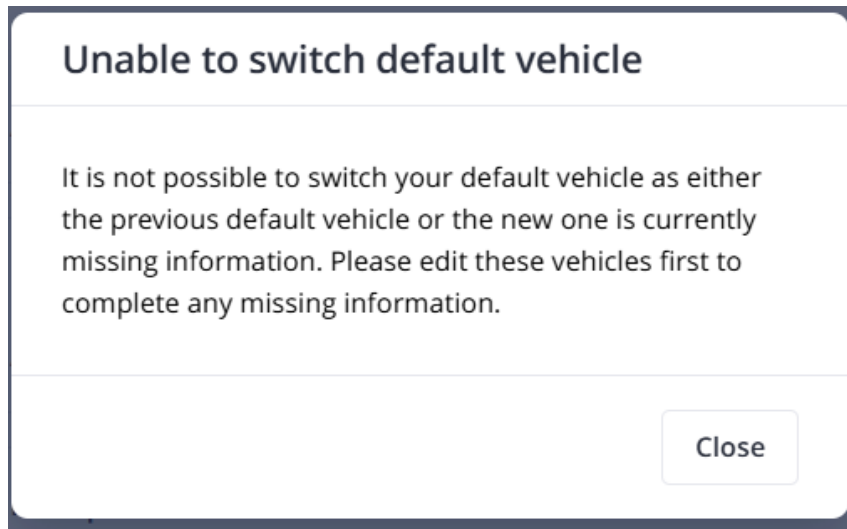 Unable to switch default vehicle
It is not possible to switch your default vehicle as either
the previous default vehicle or the new one is currently
missing information. Please edit these vehicles first to
complete any missing information.
Close